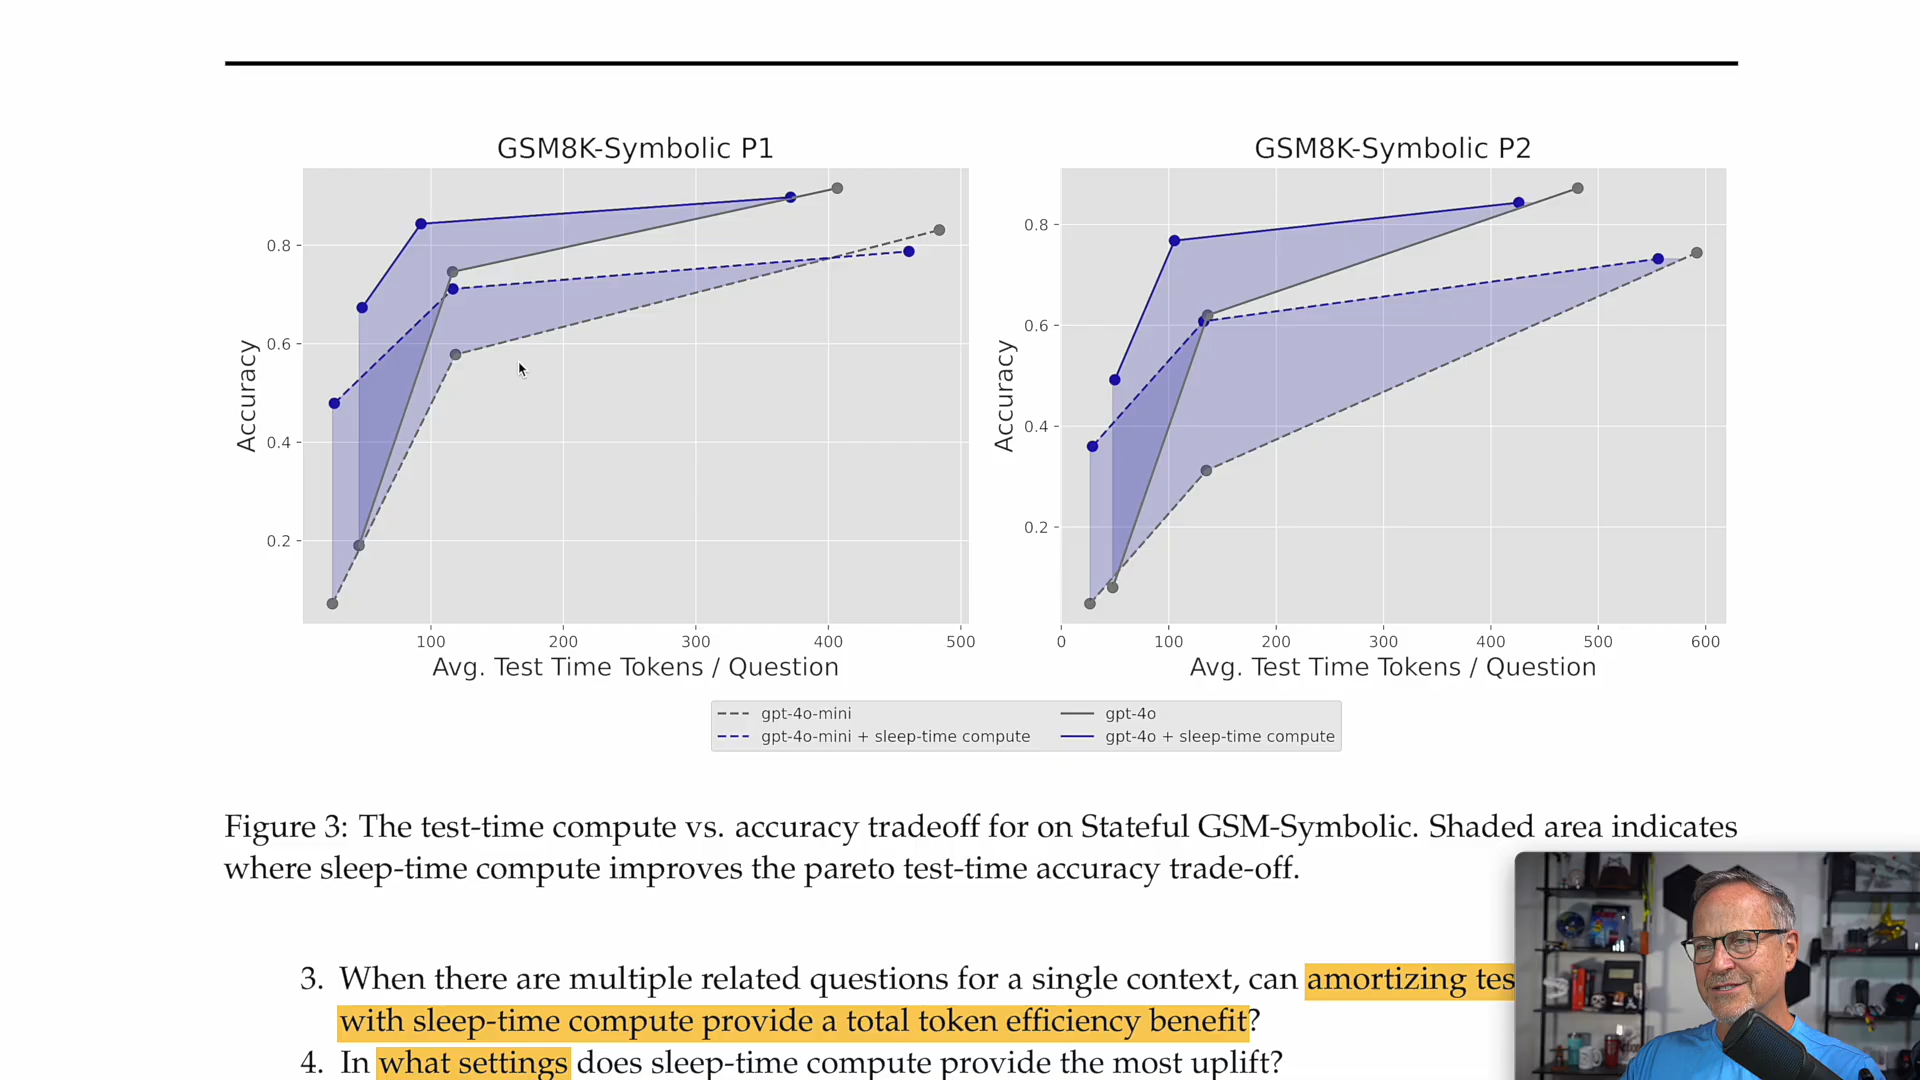 GSM8K-Symbolic P1
GSM8K-Symbolic P2
Accuracy
0.8
0.6
0.4
0.2
100 200 300 400 500
Avg. Test Time Tokens / Question
Accuracy
0.8
0.6
0.4
0.2
0 100 200 300 400 500 600
Avg. Test Time Tokens / Question
gpt-4o-mini
gpt-4o-mini + sleep-time compute
gpt-4o
gpt-4o + sleep-time compute
Figure 3: The test-time compute vs. accuracy tradeoff for on Stateful GSM-Symbolic. Shaded area indicates
where sleep-time compute improves the pareto test-time accuracy trade-off.
3. When there are multiple related questions for a single context, can amortizing tes
with sleep-time compute provide a total token efficiency benefit?
4. In what settings does sleep-time compute provide the most uplift?